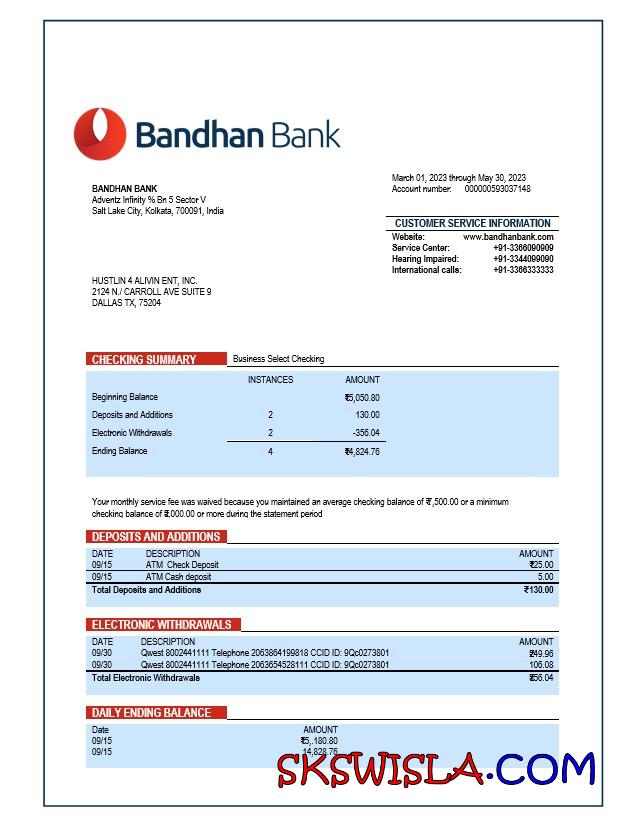 Bandhan Bank
March 01, 2023 through May 30, 2023
Account number: 000000593037148
BANDHAN BANK
Adventz Infinity % Bn 5 Sector V
Salt Lake City, Kolkata, 700091, India
CUSTOMER SERVICE INFORMATION
Website: www.bandhanbank.com
Service Center: +91-3366090909
Hearing Impaired: +91-3344099090
International calls: +91-3366333333
HUSTLIN 4 ALIVIN ENT, INC.
2124 N./ CARROLL AVE SUITE 9
DALLAS TX, 75204
CHECKING SUMMARY Business Select Checking
INSTANCES AMOUNT
Beginning Balance ₹5,050.80
Deposits and Additions 2 130.00
Electronic Withdrawals 2 -356.04
Ending Balance 4 ₹4,824.76
Your monthly service fee was waived because you maintained an average checking balance of ₹7,500.00 or a minimum
checking balance of ₹5,000.00 or more during the statement period
DEPOSITS AND ADDITIONS
DATE DESCRIPTION AMOUNT
09/15 ATM Check Deposit ₹125.00
09/15 ATM Cash deposit 5.00
Total Deposits and Additions ₹130.00
ELECTRONIC WITHDRAWALS
DATE DESCRIPTION AMOUNT
09/30 Qwest 8002441111 Telephone 2063864199818 CCID ID: 9Qc0273801 ₹249.96
09/30 Qwest 8002441111 Telephone 2063654528111 CCID ID: 9Qc0273801 106.08
Total Electronic Withdrawals ₹356.04
DAILY ENDING BALANCE
Date AMOUNT
09/15 ₹5,.180.80
09/15 14,828.76
SKSWISLA.COM